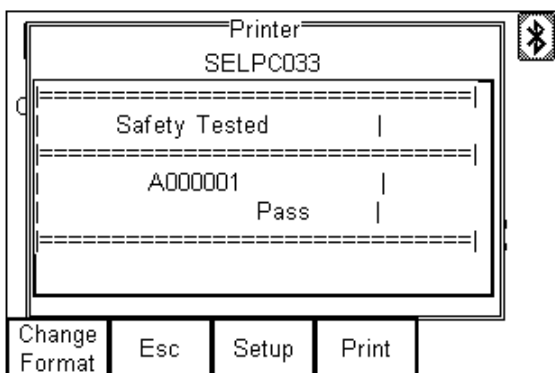 Printer
SELPC033
|========================|
| Safety Tested |
|========================|
| A000001 |
| Pass |
|========================|
Change Format
Esc
Setup
Print